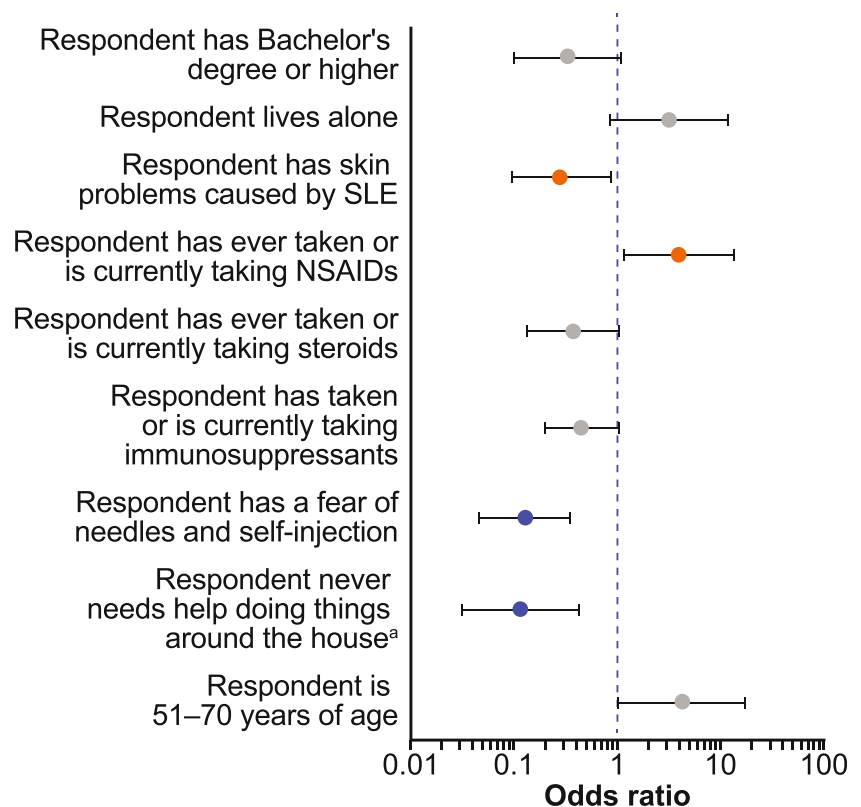 Respondent has Bachelor's
degree or higher
Respondent lives alone
Respondent has skin
problems caused by SLE
Respondent has ever taken or
is currently taking NSAIDs
Respondent has ever taken or
is currently taking steroids
Respondent has taken
or is currently taking
immunosuppressants
Respondent has a fear of
needles and self-injection
Respondent never
needs help doing things
around the houseᵃ
Respondent is
51–70 years of age
0.01 0.1 1 10 100
Odds ratio